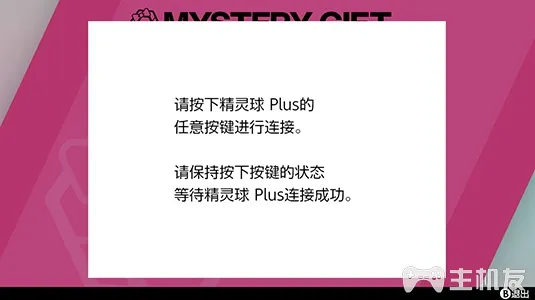 MYSTERY GIFT
请按下精灵球 Plus的
任意按键进行连接。
请保持按下按键的状态
等待精灵球 Plus连接成功。
主机友
B退出